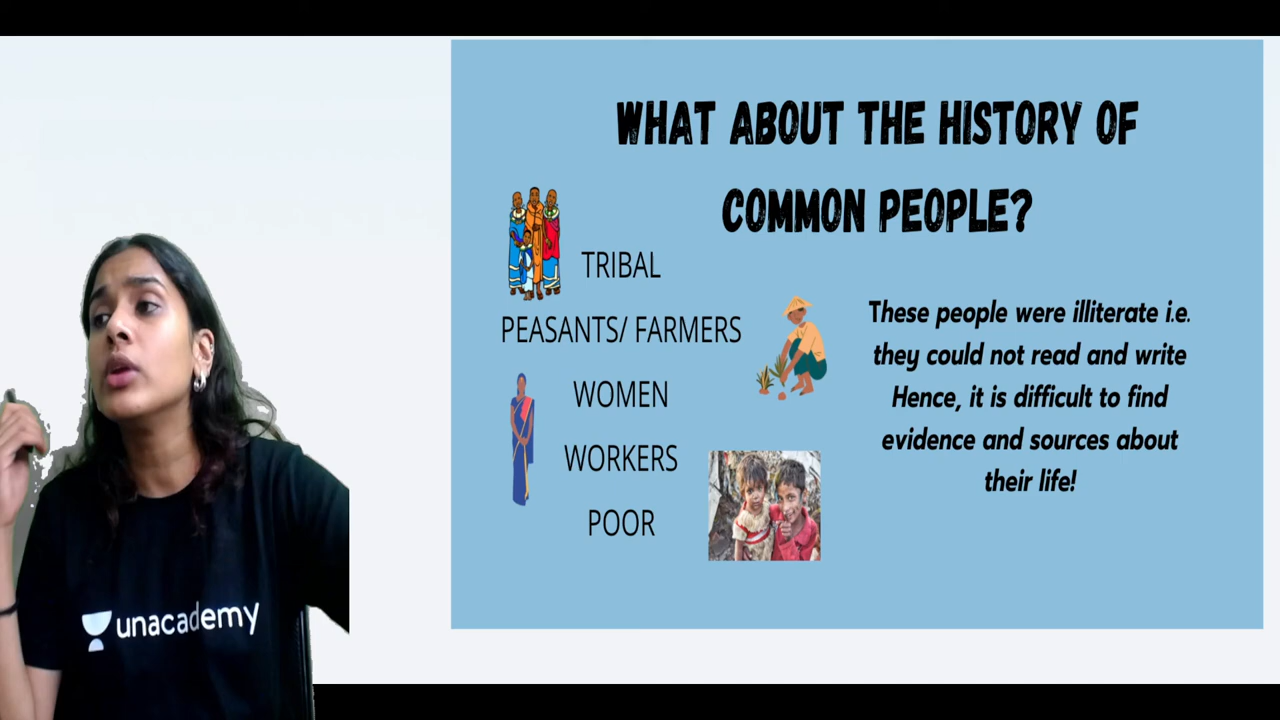 WHAT ABOUT THE HISTORY OF
COMMON PEOPLE?
TRIBAL
PEASANTS/ FARMERS
WOMEN
WORKERS
POOR
These people were illiterate i.e.
they could not read and write
Hence, it is difficult to find
evidence and sources about
their life!
unacademy